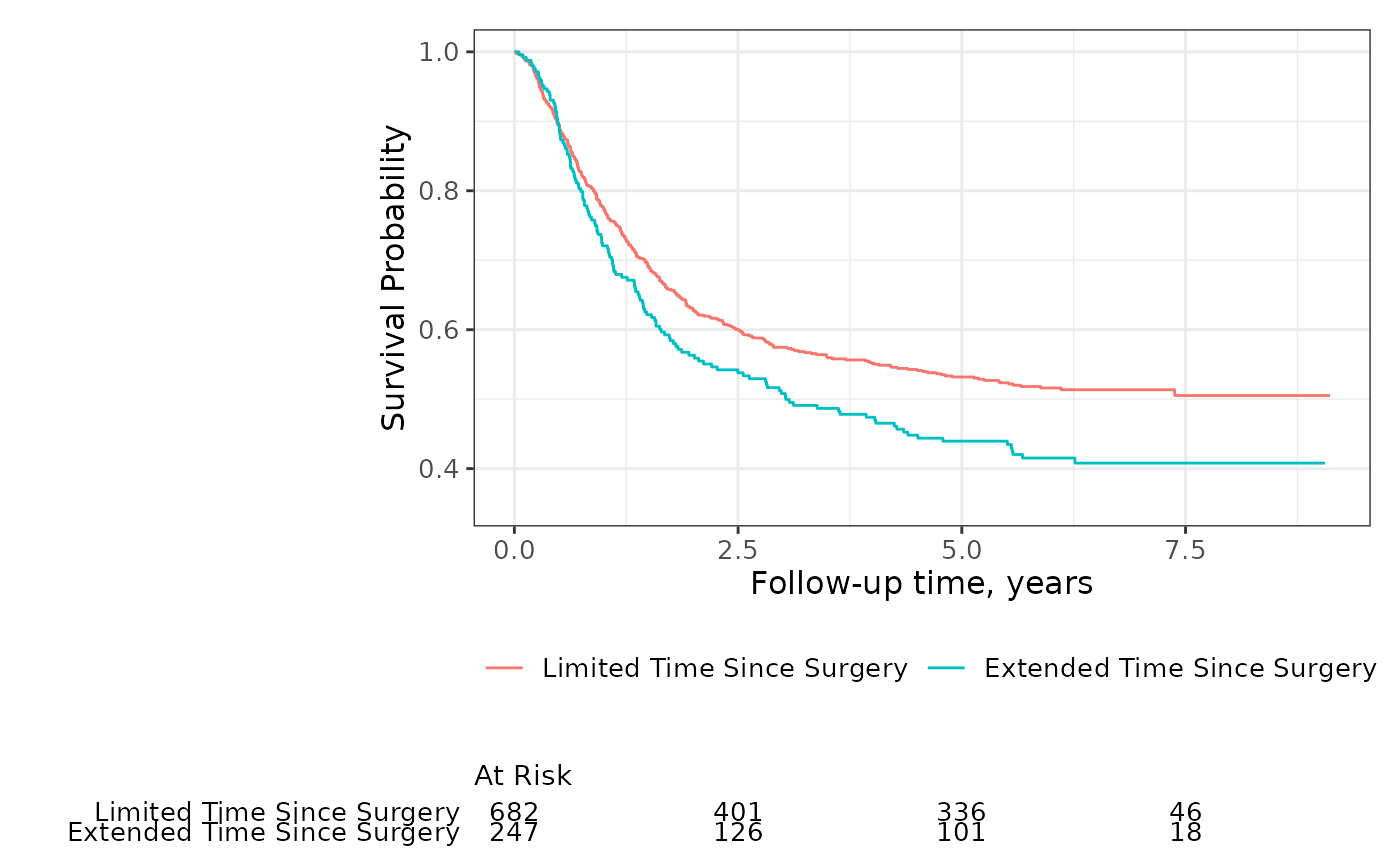 1.0
0.8
0.6
0.4
Survival Probability
0.0 2.5 5.0 7.5
Follow-up time, years
Limited Time Since Surgery Extended Time Since Surgery
At Risk
Limited Time Since Surgery 682 401 336 46
Extended Time Since Surgery 247 126 101 18